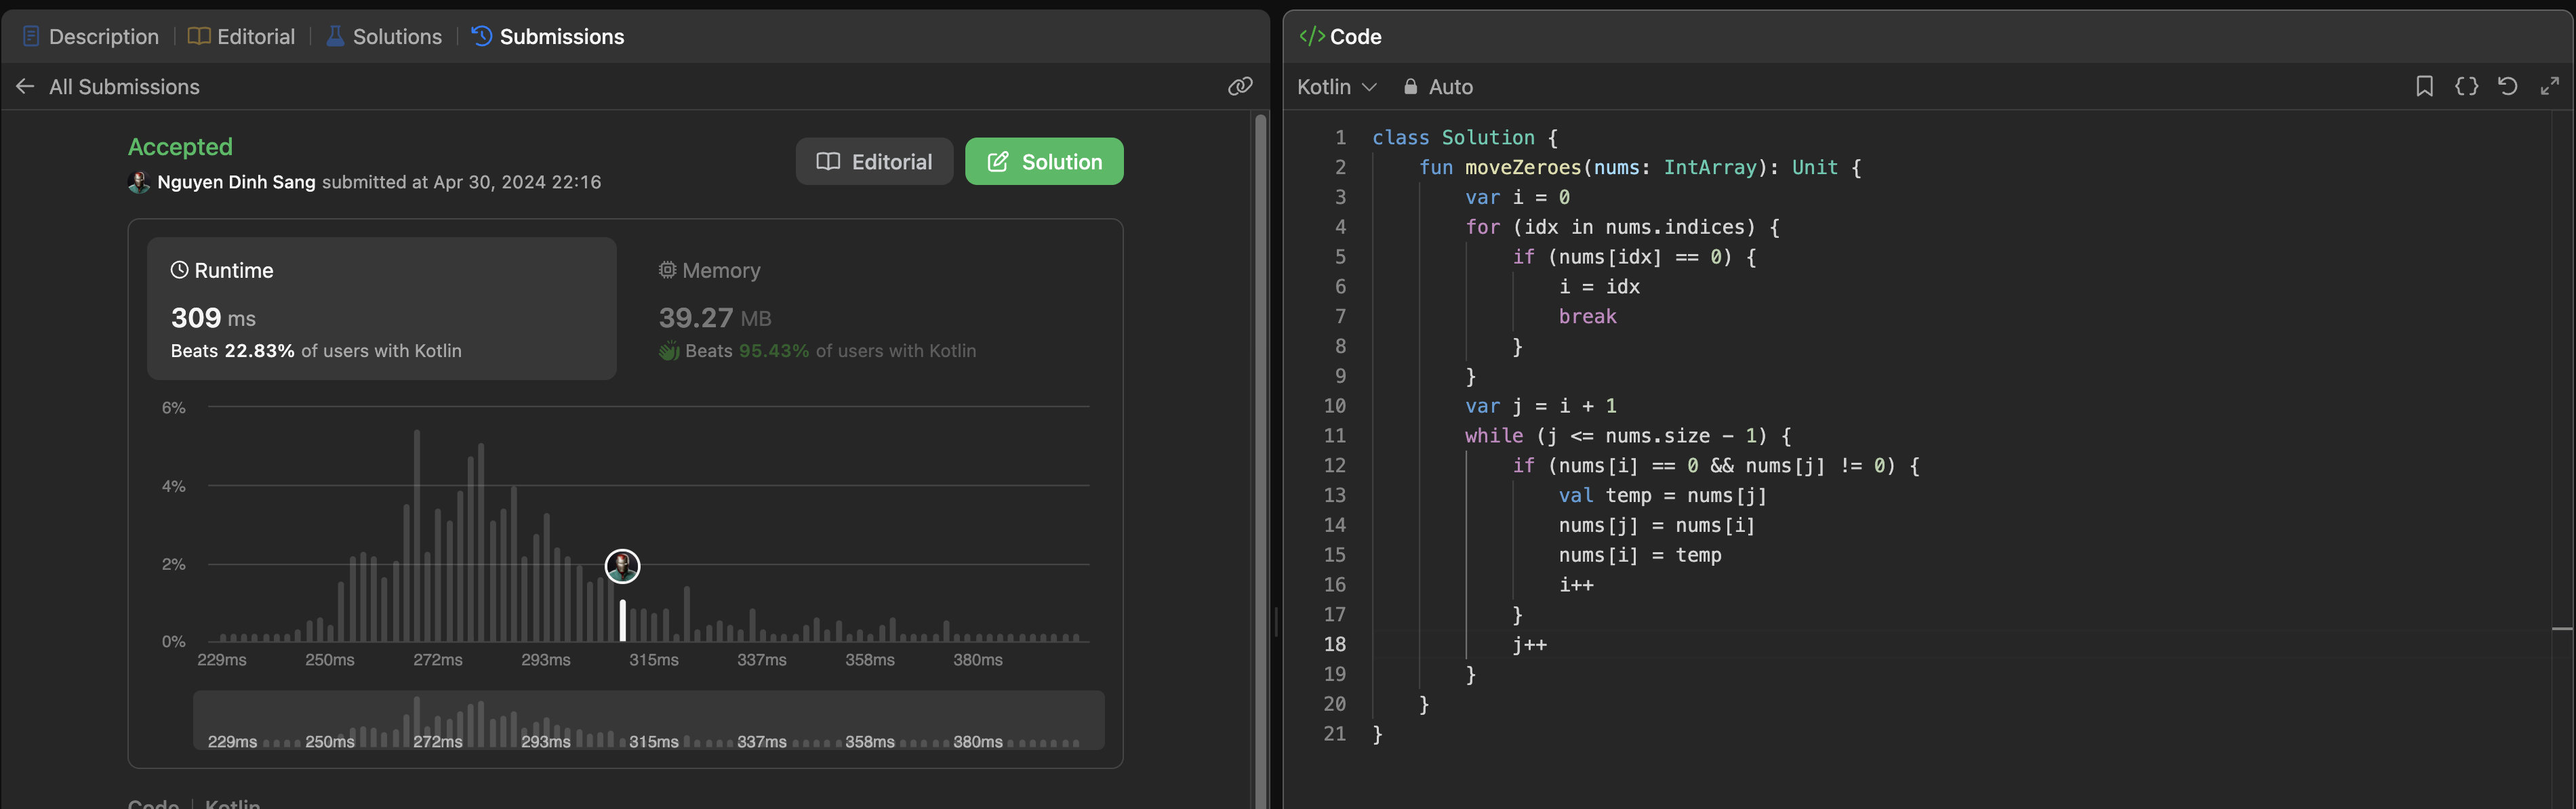 Description Editorial Solutions Submissions
All Submissions
Accepted
Nguyen Dinh Sang submitted at Apr 30, 2024 22:16
Editorial Solution
Runtime
309 ms
Beats 22.83% of users with Kotlin
Memory
39.27 MB
Beats 95.43% of users with Kotlin
6%
4%
2%
0%
229ms 250ms 272ms 293ms 315ms 337ms 358ms 380ms
229ms 250ms 272ms 293ms 315ms 337ms 358ms 380ms
Code | Kotlin
</> Code
Kotlin Auto
1 class Solution {
2 fun moveZeroes(nums: IntArray): Unit {
3 var i = 0
4 for (idx in nums.indices) {
5 if (nums[idx] == 0) {
6 i = idx
7 break
8 }
9 }
10 var j = i + 1
11 while (j <= nums.size - 1) {
12 if (nums[i] == 0 && nums[j] != 0) {
13 val temp = nums[j]
14 nums[j] = nums[i]
15 nums[i] = temp
16 i++
17 }
18 j++
19 }
20 }
21 }